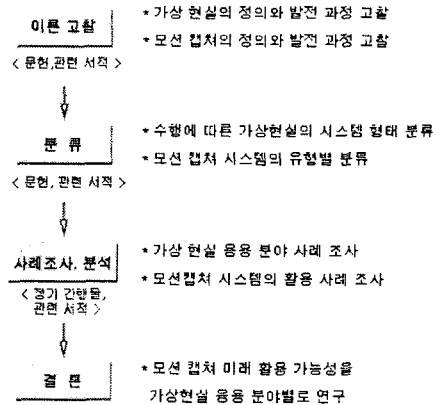 이론 고찰
* 가상 현실의 정의와 발전 과정 고찰
* 모션 캡쳐의 정의와 발전 과정 고찰
< 문헌,관련 서적 >
분 류
* 수행에 따른 가상현실의 시스템 형태 분류
* 모션 캡쳐 시스템의 유형별 분류
< 문헌, 관련 서적 >
사례조사, 분석
* 가상 현실 응용 분야 사례 조사
* 모션캡쳐 시스템의 활용 사례 조사
< 정기 간행물,
관련 서적 >
결 론
* 모션 캡쳐 미래 활용 가능성을
가상현실 응용 분야별로 연구